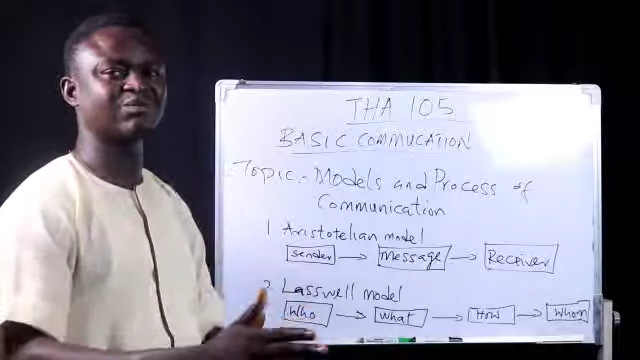 THA 105
BASIC COMMUCATION
Topic:- Models and Process of
Communication
1 Aristotelian model
sender → Message → Receiver
2 Lasswell model
Who → what → How → Whom